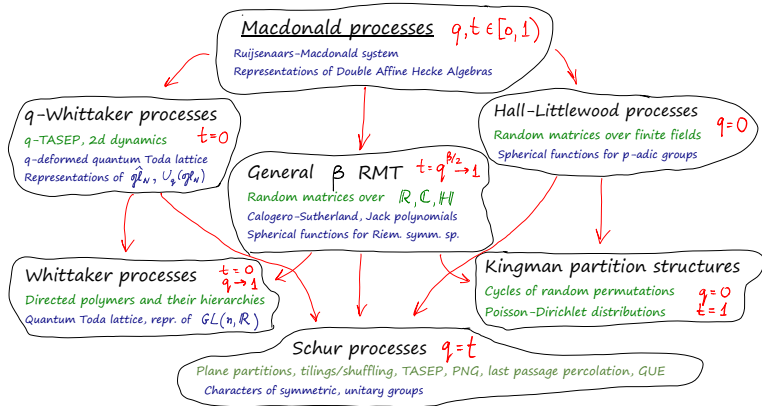 Macdonald processes q,t ∈ [0,1)
Ruijsenaars-Macdonald system
Representations of Double Affine Hecke Algebras
q-Whittaker processes
q-TASEP, 2d dynamics t=0
q-deformed quantum Toda lattice
Representations of ĝl_N, U_q(gl_N)
Hall-Littlewood processes
Random matrices over finite fields q=0
Spherical functions for p-adic groups
General β RMT t=q^{β/2}→1
Random matrices over ℝ, ℂ, ℍ
Calogero-Sutherland, Jack polynomials
Spherical functions for Riem. symm. sp.
Whittaker processes t=0
q→1
Directed polymers and their hierarchies
Quantum Toda lattice, repr. of GL(n,ℝ)
Kingman partition structures
Cycles of random permutations q=0
Poisson-Dirichlet distributions t=1
Schur processes q=t
Plane partitions, tilings/shuffling, TASEP, PNG, last passage percolation, GUE
Characters of symmetric, unitary groups